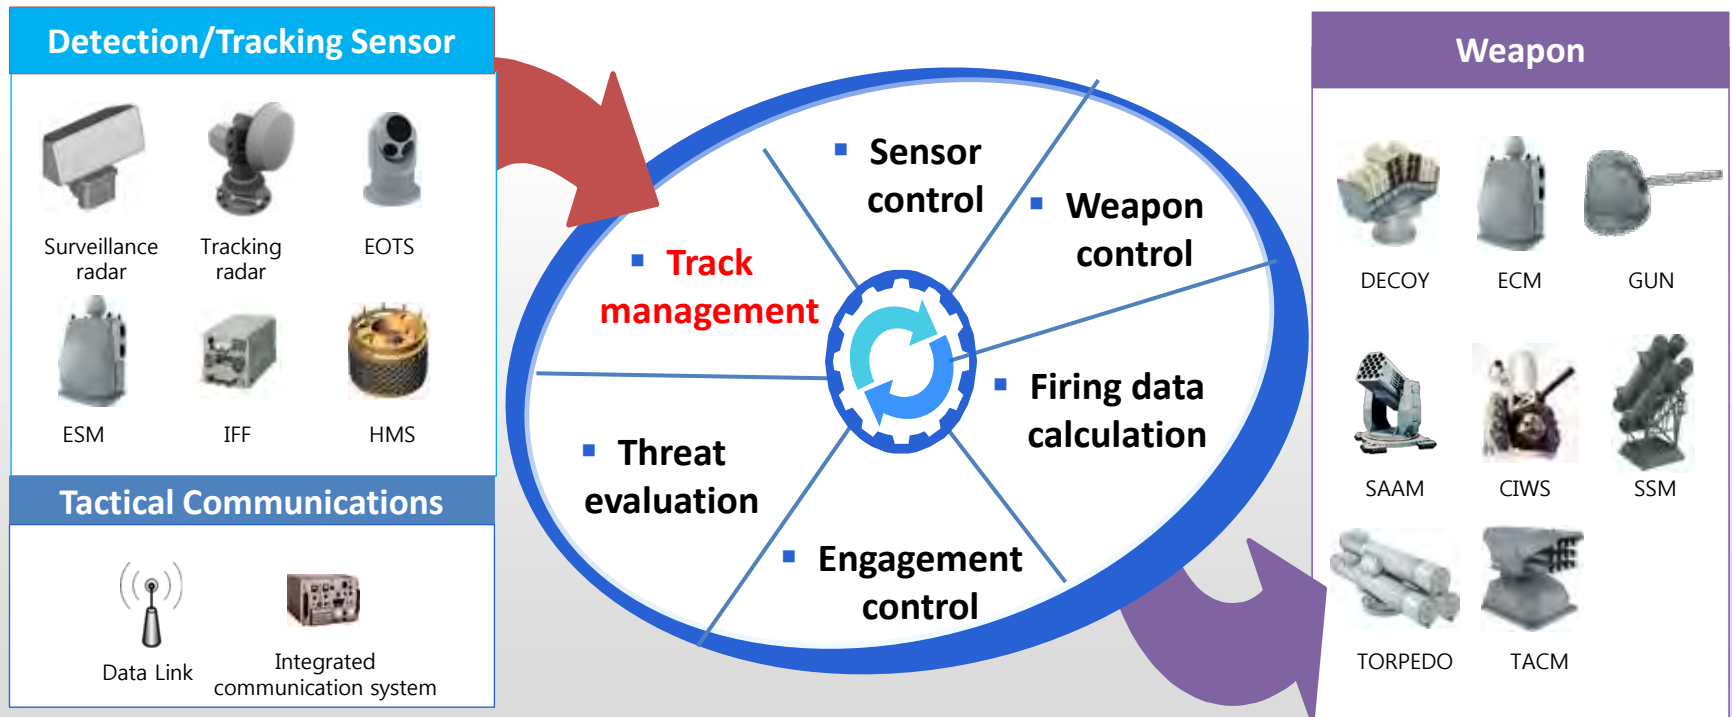 Detection/Tracking Sensor
Surveillance
radar
Tracking
radar
EOTS
ESM
IFF
HMS
Tactical Communications
Data Link
Integrated
communication system
▪ Sensor
control
▪ Weapon
control
▪ Track
management
▪ Firing data
calculation
▪ Threat
evaluation
▪ Engagement
control
Weapon
DECOY
ECM
GUN
SAAM
CIWS
SSM
TORPEDO
TACM